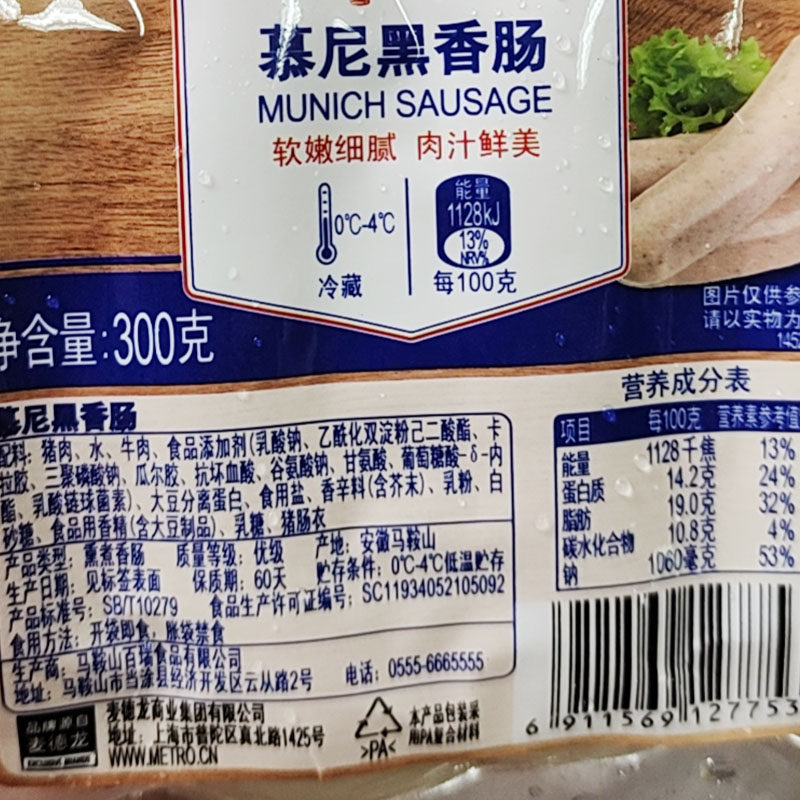 慕尼黑香肠
MUNICH SAUSAGE
软嫩细腻 肉汁鲜美
0℃-4℃
冷藏
能量
1128kJ
13%
NRV%
每100克
图片仅供参
请以实物为
145
净含量:300克
慕尼黑香肠
配料: 猪肉、水、牛肉、食品添加剂(乳酸钠、乙酰化双淀粉己二酸酯、卡
拉胶、三聚磷酸钠、瓜尔胶、抗坏血酸、谷氨酸钠、甘氨酸、葡萄糖酸-δ-内
酯、乳酸链球菌素)、大豆分离蛋白、食用盐、香辛料(含芥末)、乳粉、白
砂糖、食品用香精(含大豆制品)、乳糖、猪肠衣
产品类型: 熏煮香肠 质量等级: 优级 产地: 安徽马鞍山
生产日期: 见标签表面 保质期: 60天 贮存条件: 0℃-4℃低温贮存
产品标准号: SB/T10279 食品生产许可证编号: SC11934052105092
食用方法: 开袋即食, 胀袋禁食
生产商: 马鞍山百瑞食品有限公司
地址: 马鞍山市当涂县经济开发区云从路2号 电话: 0555-6665555
品牌源自
麦德龙
EXCLUSIVE BRANDS
麦德龙商业集团有限公司
地址: 上海市普陀区真北路1425号
WWW.METRO.CN
>PA<
本产品包装采
用PA复合材料
营养成分表
项目 每100克 营养素参考值
能量 1128千焦 13%
蛋白质 14.2克 24%
脂肪 19.0克 32%
碳水化合物 10.8克 4%
钠 1060毫克 53%
6 911569 127753